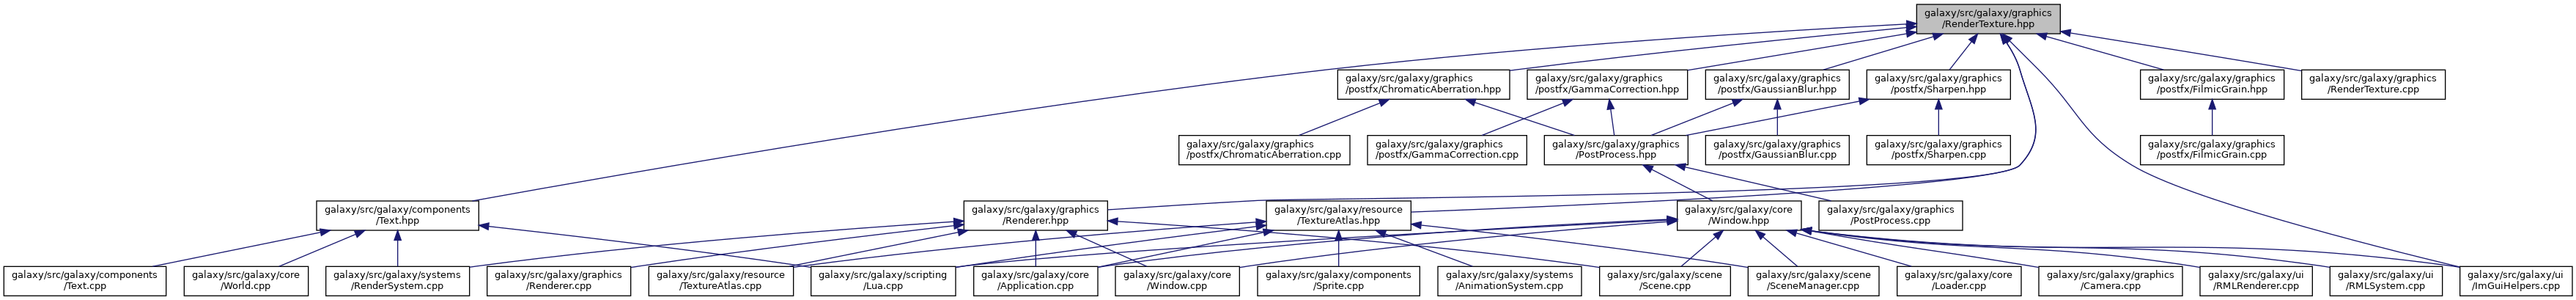 galaxy/src/galaxy/graphics
/RenderTexture.hpp
galaxy/src/galaxy/graphics
/postfx/ChromaticAberration.hpp
galaxy/src/galaxy/graphics
/postfx/GammaCorrection.hpp
galaxy/src/galaxy/graphics
/postfx/GaussianBlur.hpp
galaxy/src/galaxy/graphics
/postfx/Sharpen.hpp
galaxy/src/galaxy/graphics
/postfx/FilmicGrain.hpp
galaxy/src/galaxy/graphics
/RenderTexture.cpp
galaxy/src/galaxy/graphics
/postfx/ChromaticAberration.cpp
galaxy/src/galaxy/graphics
/postfx/GammaCorrection.cpp
galaxy/src/galaxy/graphics
/PostProcess.hpp
galaxy/src/galaxy/graphics
/postfx/GaussianBlur.cpp
galaxy/src/galaxy/graphics
/postfx/Sharpen.cpp
galaxy/src/galaxy/graphics
/postfx/FilmicGrain.cpp
galaxy/src/galaxy/components
/Text.hpp
galaxy/src/galaxy/graphics
/Renderer.hpp
galaxy/src/galaxy/resource
/TextureAtlas.hpp
galaxy/src/galaxy/core
/Window.hpp
galaxy/src/galaxy/graphics
/PostProcess.cpp
galaxy/src/galaxy/components
/Text.cpp
galaxy/src/galaxy/core
/World.cpp
galaxy/src/galaxy/systems
/RenderSystem.cpp
galaxy/src/galaxy/graphics
/Renderer.cpp
galaxy/src/galaxy/resource
/TextureAtlas.cpp
galaxy/src/galaxy/scripting
/Lua.cpp
galaxy/src/galaxy/core
/Application.cpp
galaxy/src/galaxy/core
/Window.cpp
galaxy/src/galaxy/components
/Sprite.cpp
galaxy/src/galaxy/systems
/AnimationSystem.cpp
galaxy/src/galaxy/scene
/Scene.cpp
galaxy/src/galaxy/scene
/SceneManager.cpp
galaxy/src/galaxy/core
/Loader.cpp
galaxy/src/galaxy/graphics
/Camera.cpp
galaxy/src/galaxy/ui
/RMLRenderer.cpp
galaxy/src/galaxy/ui
/RMLSystem.cpp
galaxy/src/galaxy/ui
/ImGuiHelpers.cpp